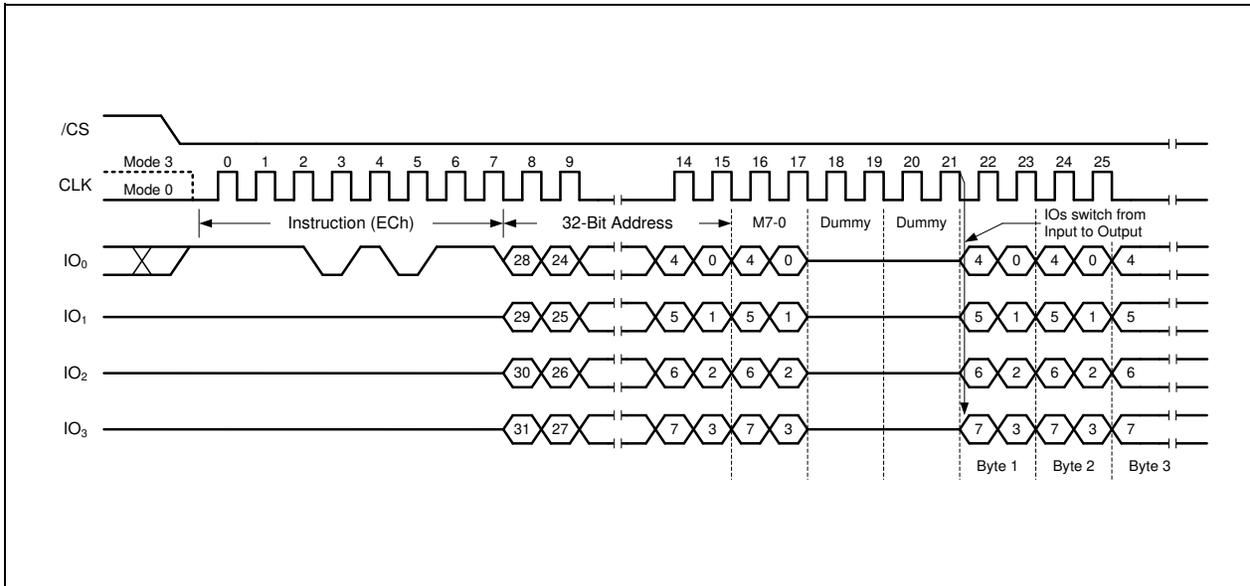 /CS
Mode 3 0 1 2 3 4 5 6 7 8 9 14 15 16 17 18 19 20 21 22 23 24 25
CLK
Mode 0
Instruction (ECh) 32-Bit Address M7-0 Dummy Dummy IOs switch from
Input to Output
IO₀ 28 24 4 0 4 0 4 0 4 0 4
IO₁ 29 25 5 1 5 1 5 1 5 1 5
IO₂ 30 26 6 2 6 2 6 2 6 2 6
IO₃ 31 27 7 3 7 3 7 3 7 3 7
Byte 1 Byte 2 Byte 3